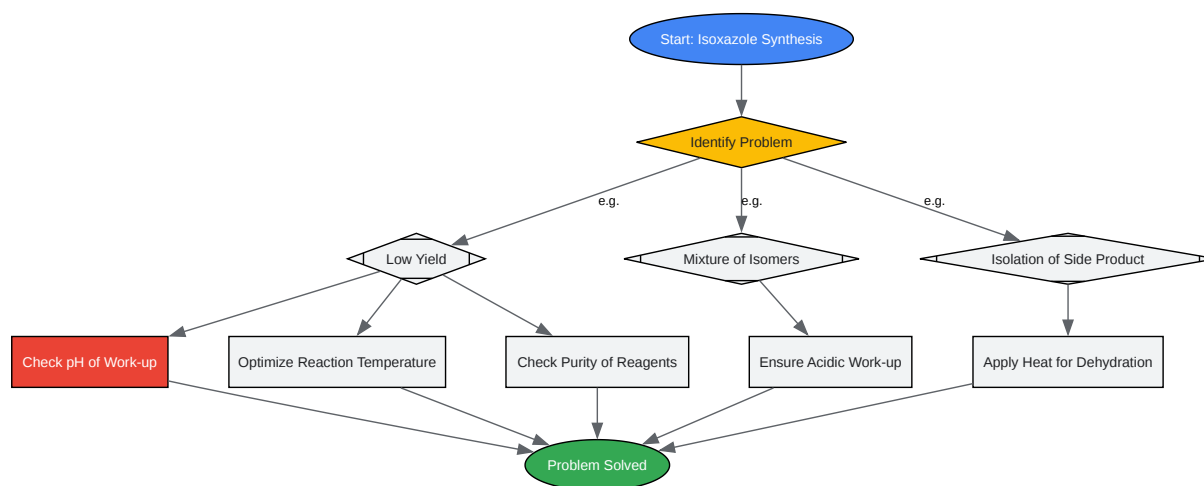 Start: Isoxazole Synthesis
Identify Problem
e.g.
e.g.
e.g.
Low Yield
Mixture of Isomers
Isolation of Side Product
Check pH of Work-up
Optimize Reaction Temperature
Check Purity of Reagents
Ensure Acidic Work-up
Apply Heat for Dehydration
Problem Solved